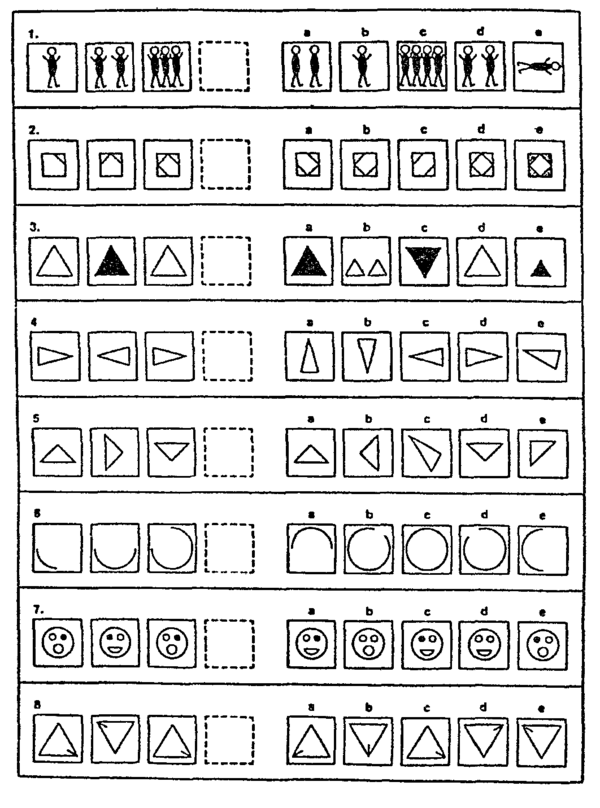 1. a b c d e
2. a b c d e
3. a b c d e
4 a b c d e
5 a b c d e
6 a b c d e
7. a b c d e
8 a b c d e